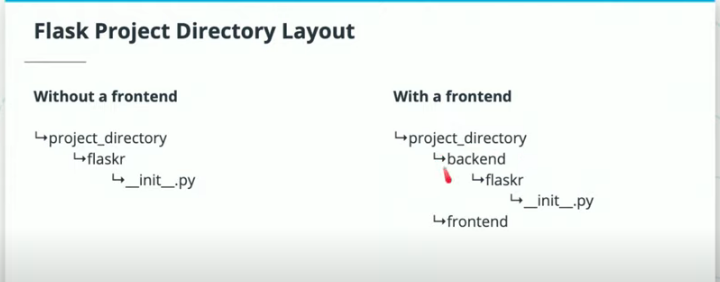 Flask Project Directory Layout
Without a frontend
↳project_directory
↳flaskr
↳__init__.py
With a frontend
↳project_directory
↳backend
↳flaskr
↳__init__.py
↳frontend